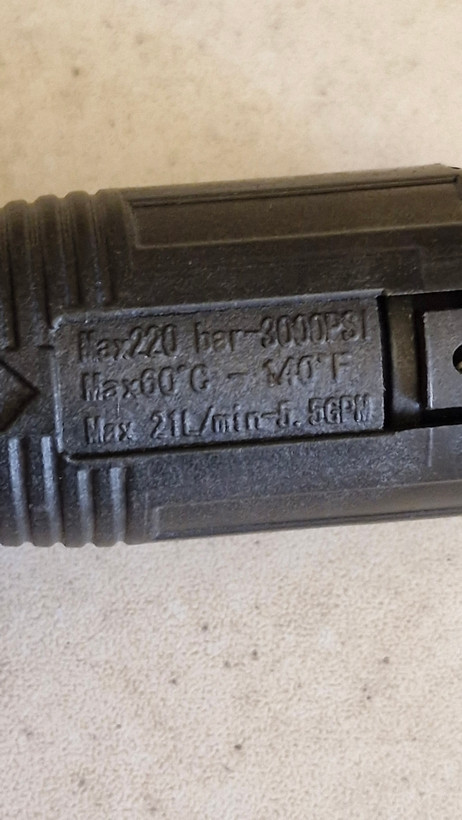 Max220 bar-3000PSI
Max60°C - 140°F
Max 21L/min-5.5GPM